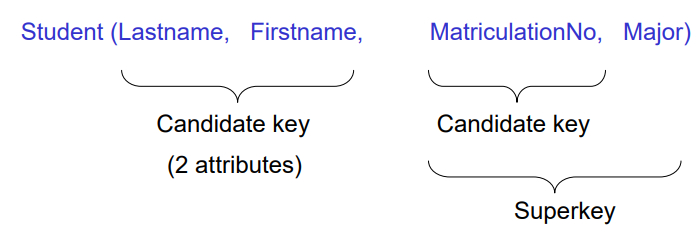 Student (Lastname, Firstname, MatriculationNo, Major)
Candidate key Candidate key
(2 attributes)
Superkey